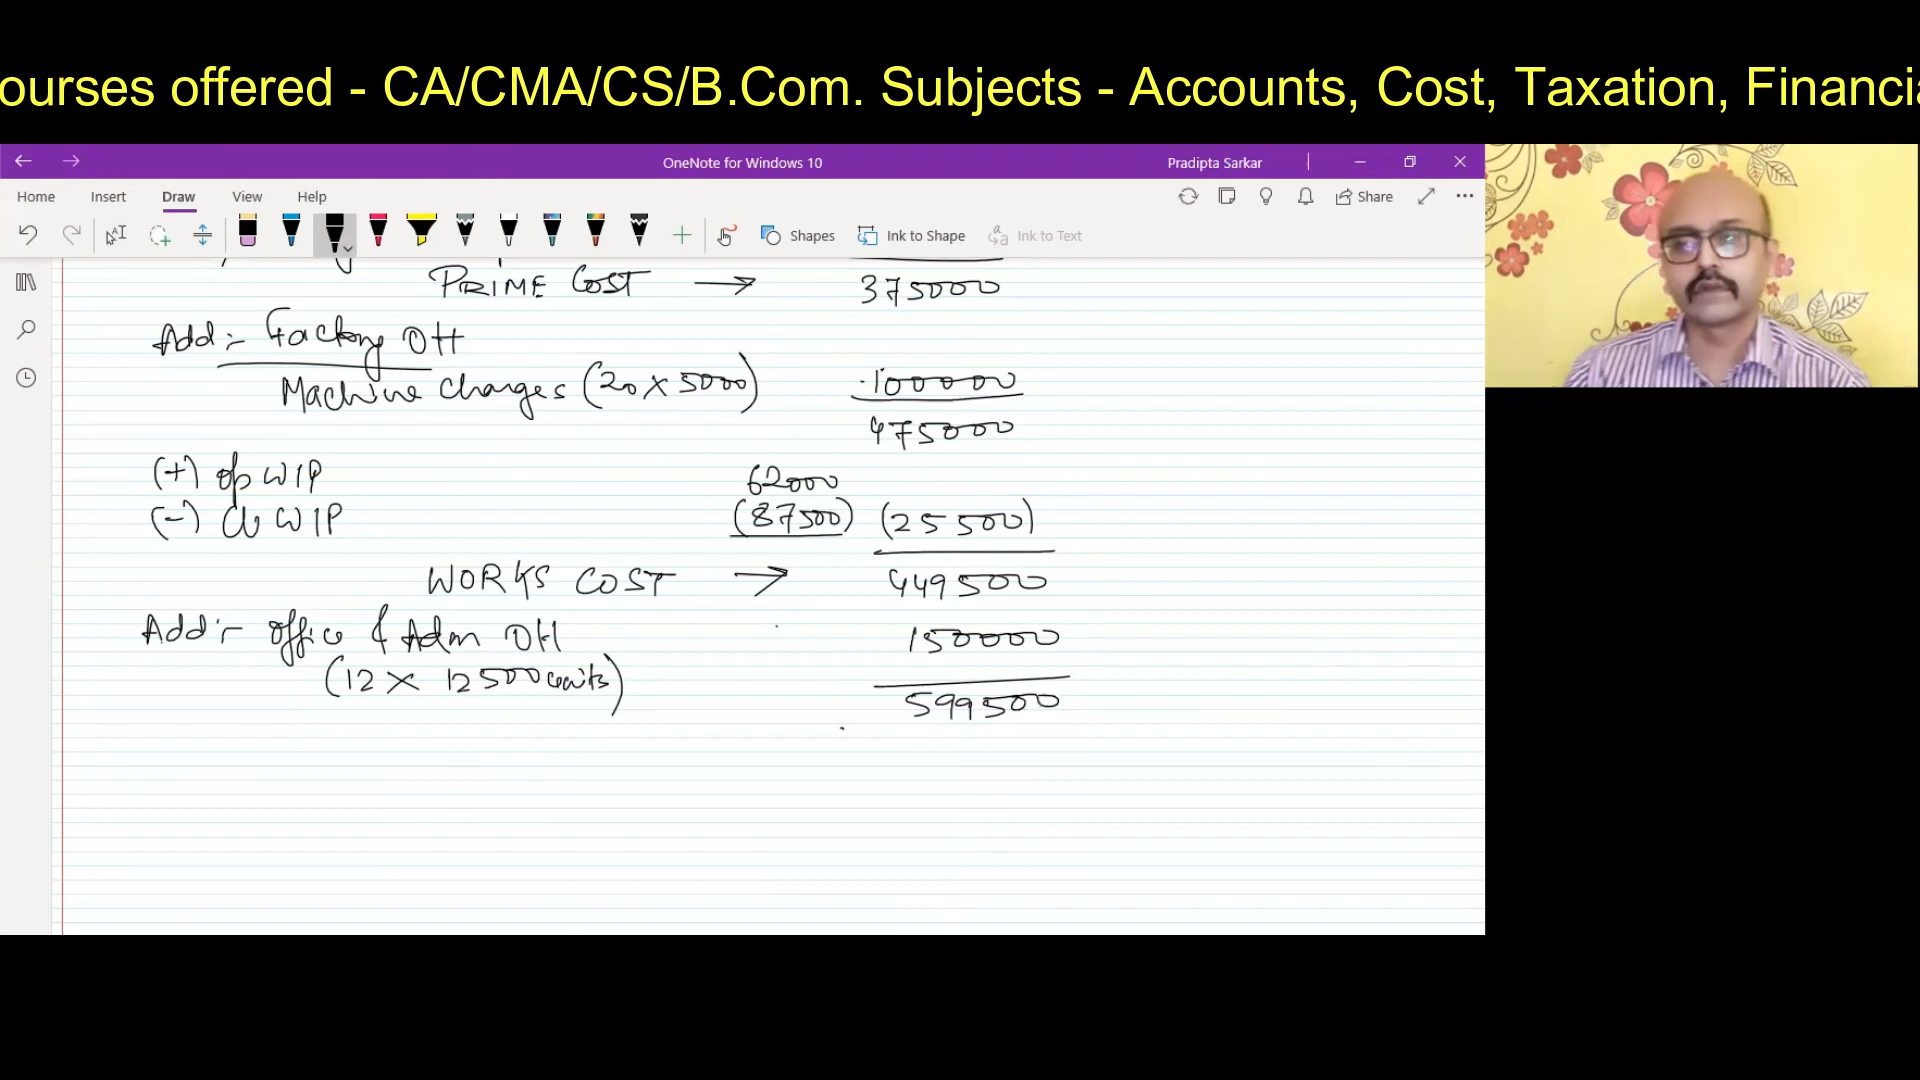 ourses offered - CA/CMA/CS/B.Com. Subjects - Accounts, Cost, Taxation, Financia
OneNote for Windows 10
Pradipta Sarkar
Home Insert Draw View Help
Share
Shapes Ink to Shape Ink to Text
PRIME COST → 375000
Add:- Factory OH
Machine Charges (20 x 5000) 100000
475000
(+) op WIP 62000
(-) Cl WIP (87500) (25500)
WORKS COST → 449500
Add:- office & Adm OH 150000
(12 x 12500 units)
599500